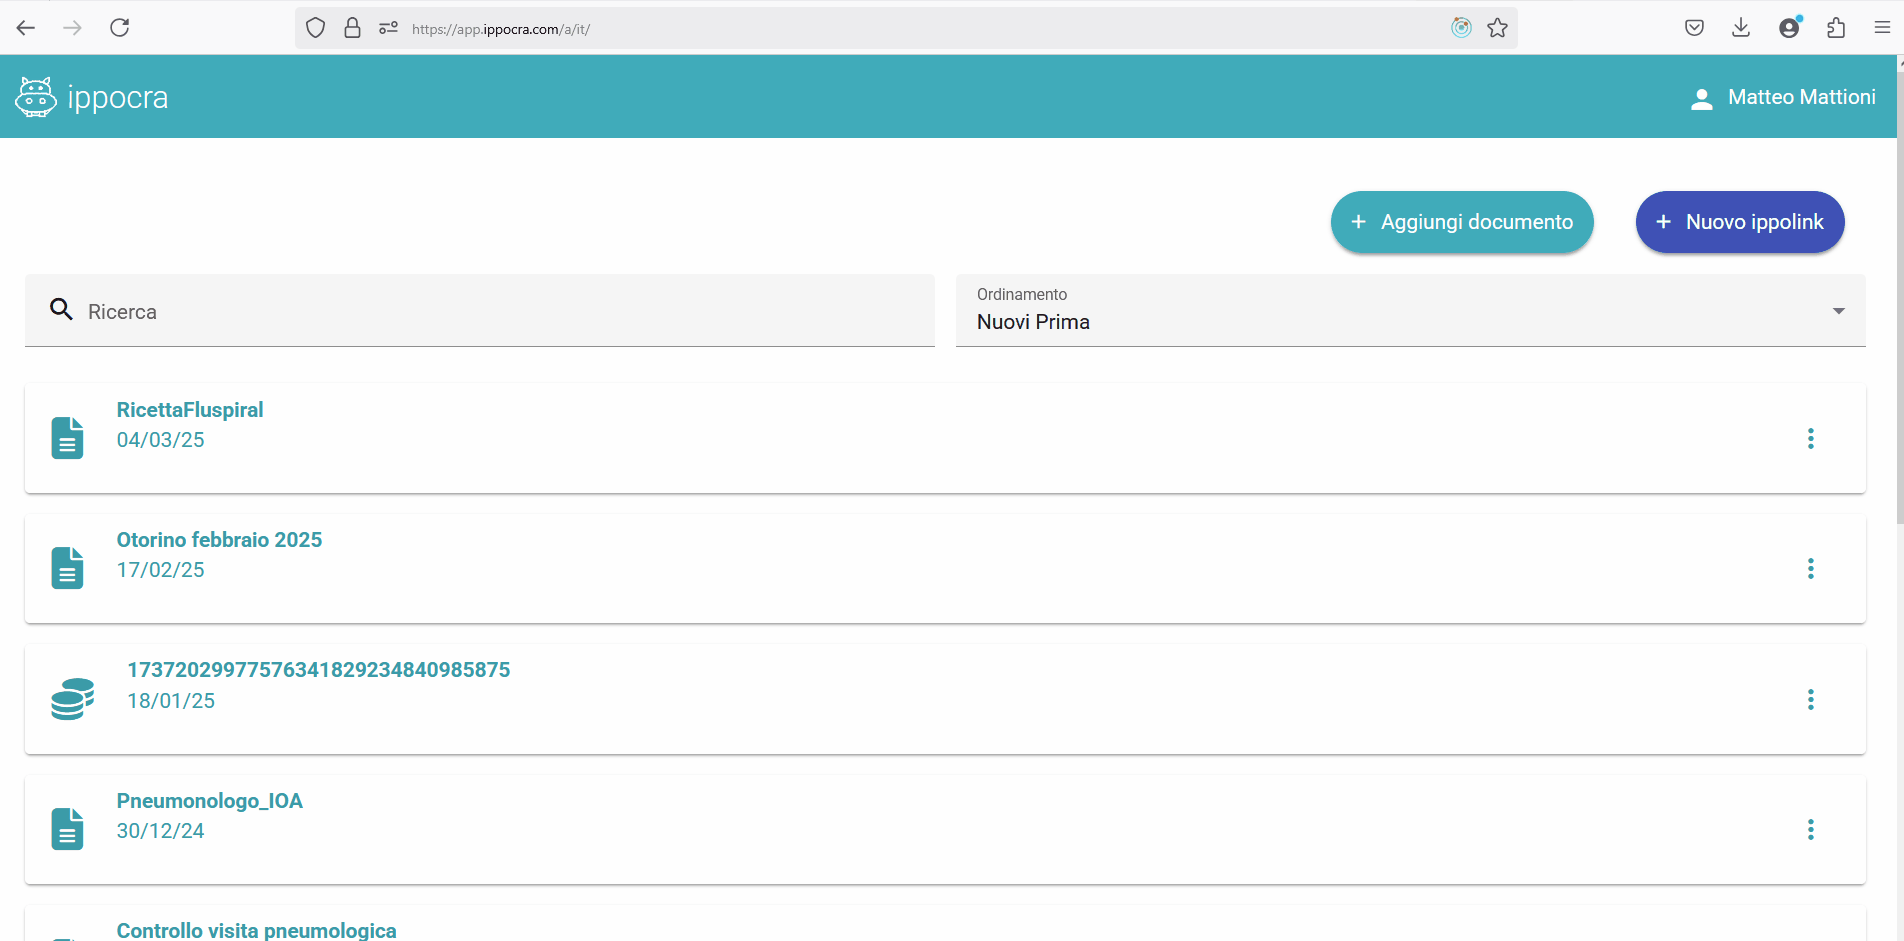 https://app.ippocra.com/a/it/
ippocra
Matteo Mattioni
+ Aggiungi documento
+ Nuovo ippolink
Ricerca
Ordinamento
Nuovi Prima
RicettaFluspiral
04/03/25
Otorino febbraio 2025
17/02/25
17372029977576341829234840985875
18/01/25
Pneumonologo_IOA
30/12/24
Controllo visita pneumologica